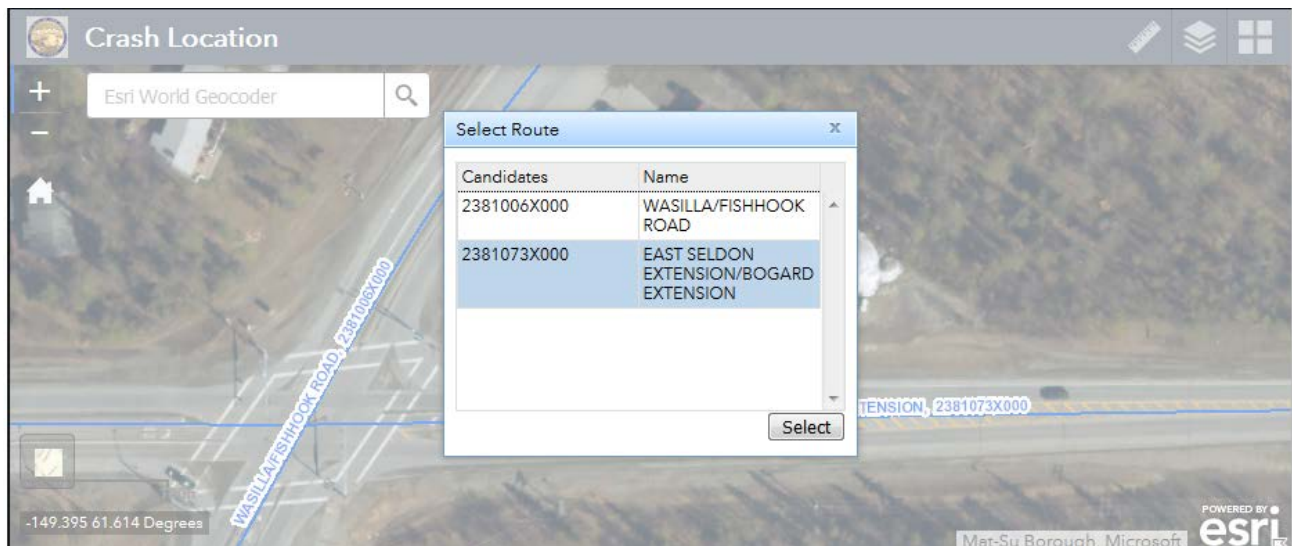 Crash Location
+
Esri World Geocoder
−
Select Route
x
Candidates Name
2381006X000 WASILLA/FISHHOOK
ROAD
2381073X000 EAST SELDON
EXTENSION/BOGARD
EXTENSION
Select
WASILLA/FISHHOOK ROAD, 2381006X000
TENSION, 2381073X000
-149.395 61.614 Degrees
Mat-Su Borough, Microsoft
POWERED BY
esri